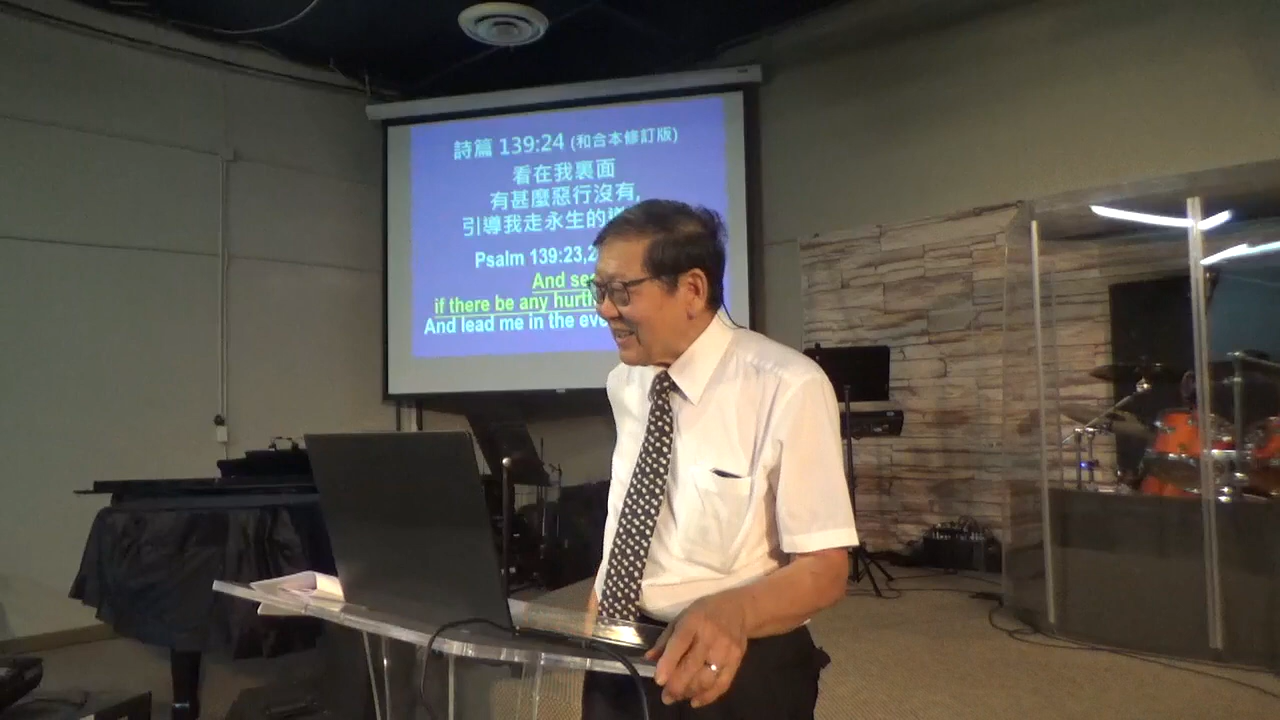 詩篇 139:24 (和合本修訂版)
看在我裏面
有甚麼惡行沒有,
引導我走永生的
Psalm 139:23,2
And se
if there be any hurt
And lead me in the eve